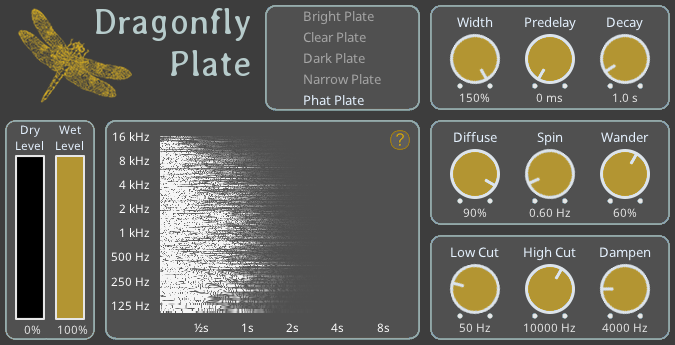 Dragonfly
Plate
Bright Plate
Clear Plate
Dark Plate
Narrow Plate
Phat Plate
Width Predelay Decay
150% 0 ms 1.0 s
Dry Level Wet Level
0% 100%
?
16 kHz
8 kHz
4 kHz
2 kHz
1 kHz
500 Hz
250 Hz
125 Hz
½s 1s 2s 4s 8s
Diffuse Spin Wander
90% 0.60 Hz 60%
Low Cut High Cut Dampen
50 Hz 10000 Hz 4000 Hz